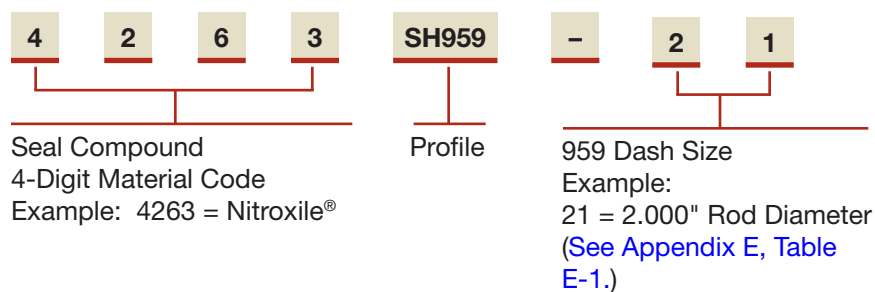 4 2 6 3 SH959 – 2 1
Seal Compound
4-Digit Material Code
Example: 4263 = Nitroxile®
Profile
959 Dash Size
Example:
21 = 2.000" Rod Diameter
(See Appendix E, Table
E-1.)